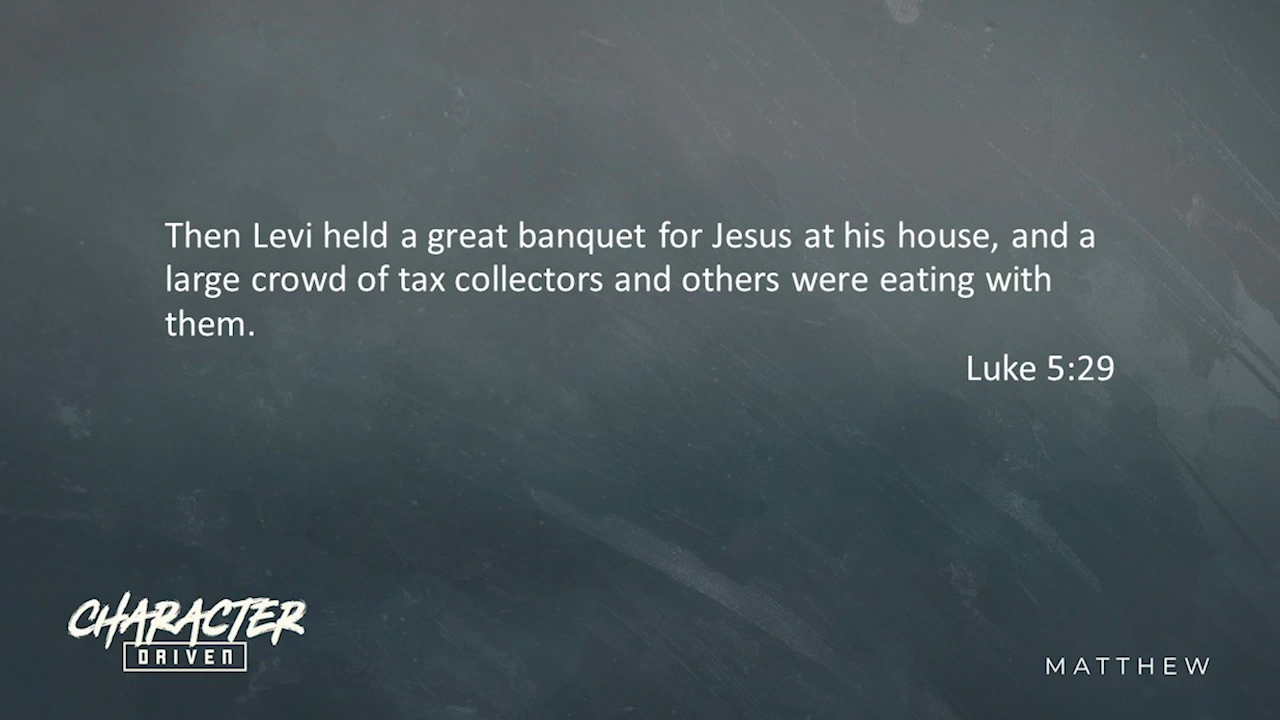 Then Levi held a great banquet for Jesus at his house, and a
large crowd of tax collectors and others were eating with
them.
Luke 5:29
CHARACTER
DRIVEN
MATTHEW